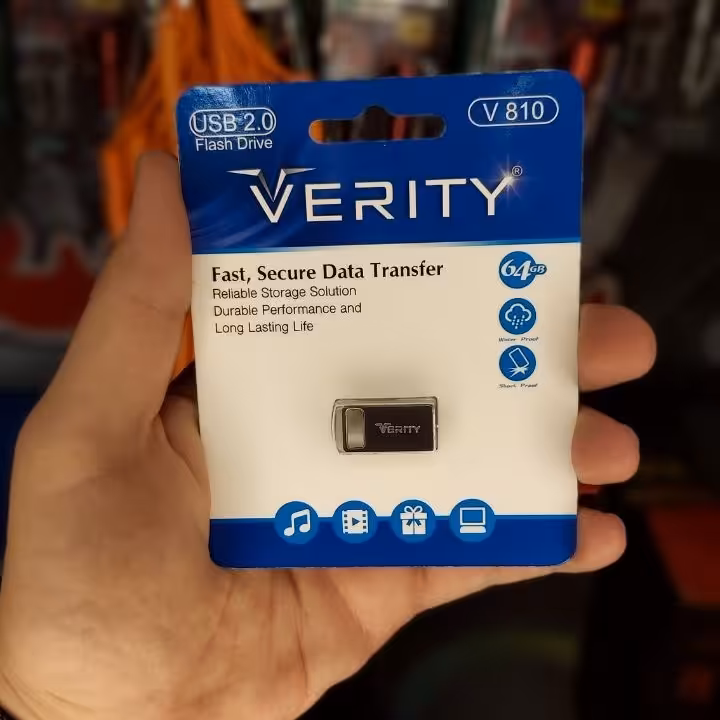 USB 2.0
Flash Drive
V 810
VERITY®
Fast, Secure Data Transfer
Reliable Storage Solution
Durable Performance and
Long Lasting Life
64GB
Water Proof
Short Proof
VERITY